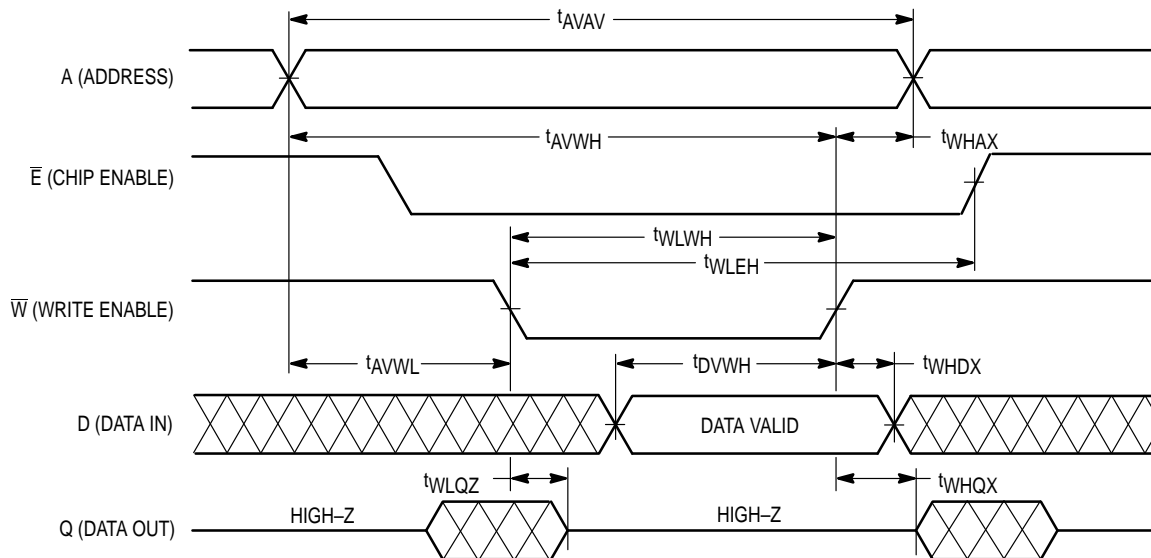 tAVAV
A (ADDRESS)
tAVWH
tWHAX
E (CHIP ENABLE)
tWLWH
tWLEH
W (WRITE ENABLE)
tAVWL
tDVWH
tWHDX
D (DATA IN)
DATA VALID
tWLQZ
tWHQX
Q (DATA OUT)
HIGH–Z
HIGH–Z